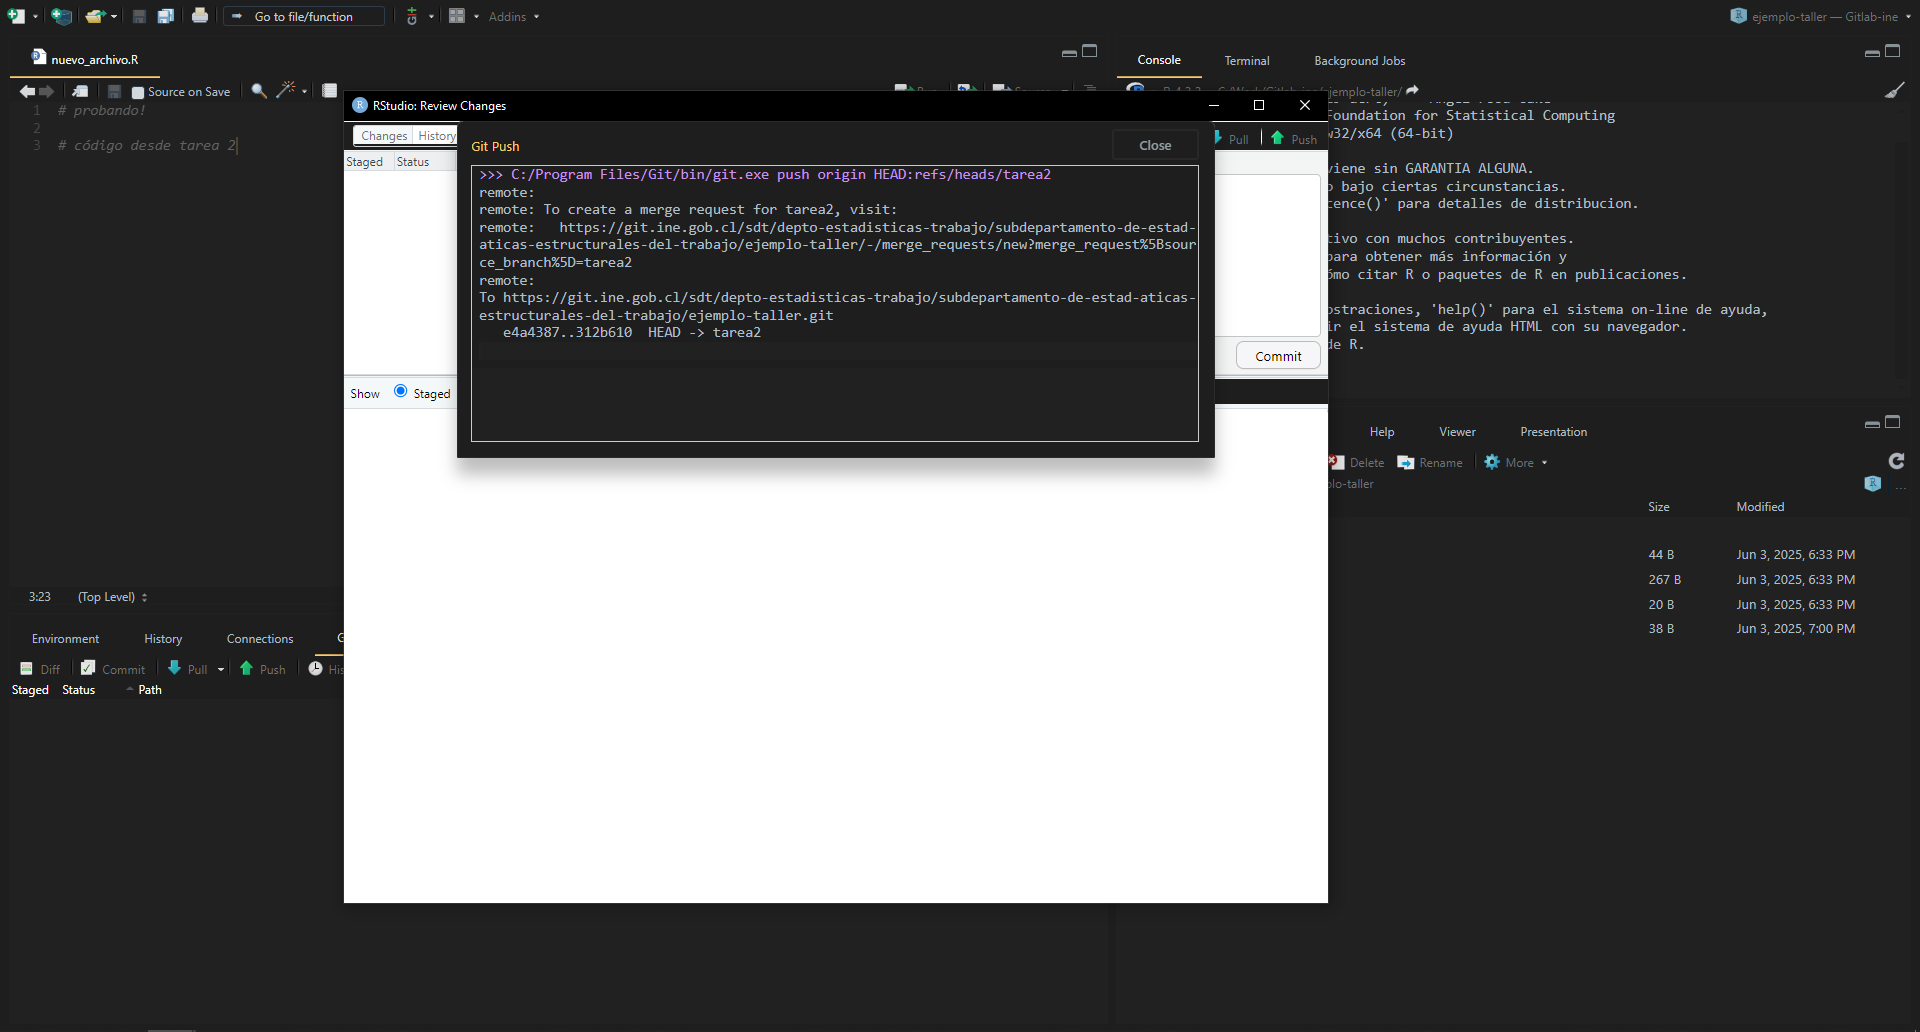 Go to file/function
Addins
ejemplo-taller — Gitlab-ine
nuevo_archivo.R
Source on Save
1 # probando!
2
3 # código desde tarea 2
3:23 (Top Level)
Environment History Connections
Diff Commit Pull Push
Staged Status Path
RStudio: Review Changes
Changes History
Pull Push
Staged Status
Git Push
Close
>>> C:/Program Files/Git/bin/git.exe push origin HEAD:refs/heads/tarea2
remote:
remote: To create a merge request for tarea2, visit:
remote:   https://git.ine.gob.cl/sdt/depto-estadisticas-trabajo/subdepartamento-de-estad-
aticas-estructurales-del-trabajo/ejemplo-taller/-/merge_requests/new?merge_request%5Bsour
ce_branch%5D=tarea2
remote:
To https://git.ine.gob.cl/sdt/depto-estadisticas-trabajo/subdepartamento-de-estad-aticas-
estructurales-del-trabajo/ejemplo-taller.git
   e4a4387..312b610  HEAD -> tarea2
Commit
Show Staged
Console Terminal Background Jobs
ejemplo-taller/
Foundation for Statistical Computing
w32/x64 (64-bit)
viene sin GARANTIA ALGUNA.
bajo ciertas circunstancias.
cence()' para detalles de distribucion.
tivo con muchos contribuyentes.
para obtener más información y
ómo citar R o paquetes de R en publicaciones.
ostraciones, 'help()' para el sistema on-line de ayuda,
ir el sistema de ayuda HTML con su navegador.
de R.
Help Viewer Presentation
Delete Rename More
plo-taller
Size Modified
44 B Jun 3, 2025, 6:33 PM
267 B Jun 3, 2025, 6:33 PM
20 B Jun 3, 2025, 6:33 PM
38 B Jun 3, 2025, 7:00 PM